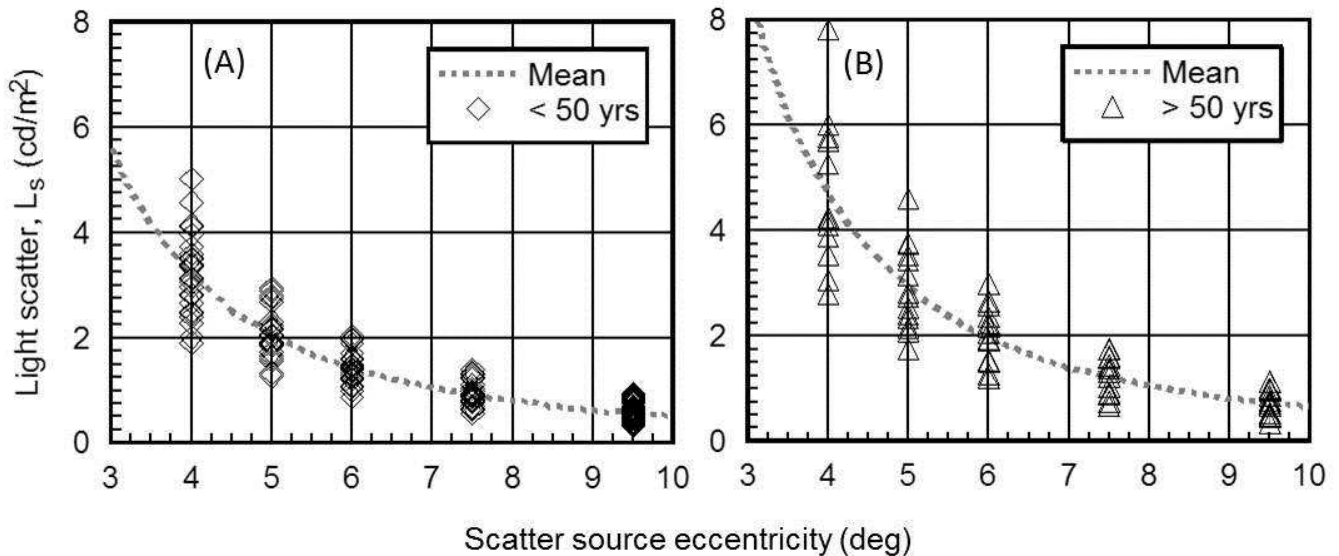 Light scatter, Ls (cd/m²)
8
6
4
2
0
(A)
Mean
< 50 yrs
3 4 5 6 7 8 9 10
8
6
4
2
0
(B)
Mean
> 50 yrs
3 4 5 6 7 8 9 10
Scatter source eccentricity (deg)